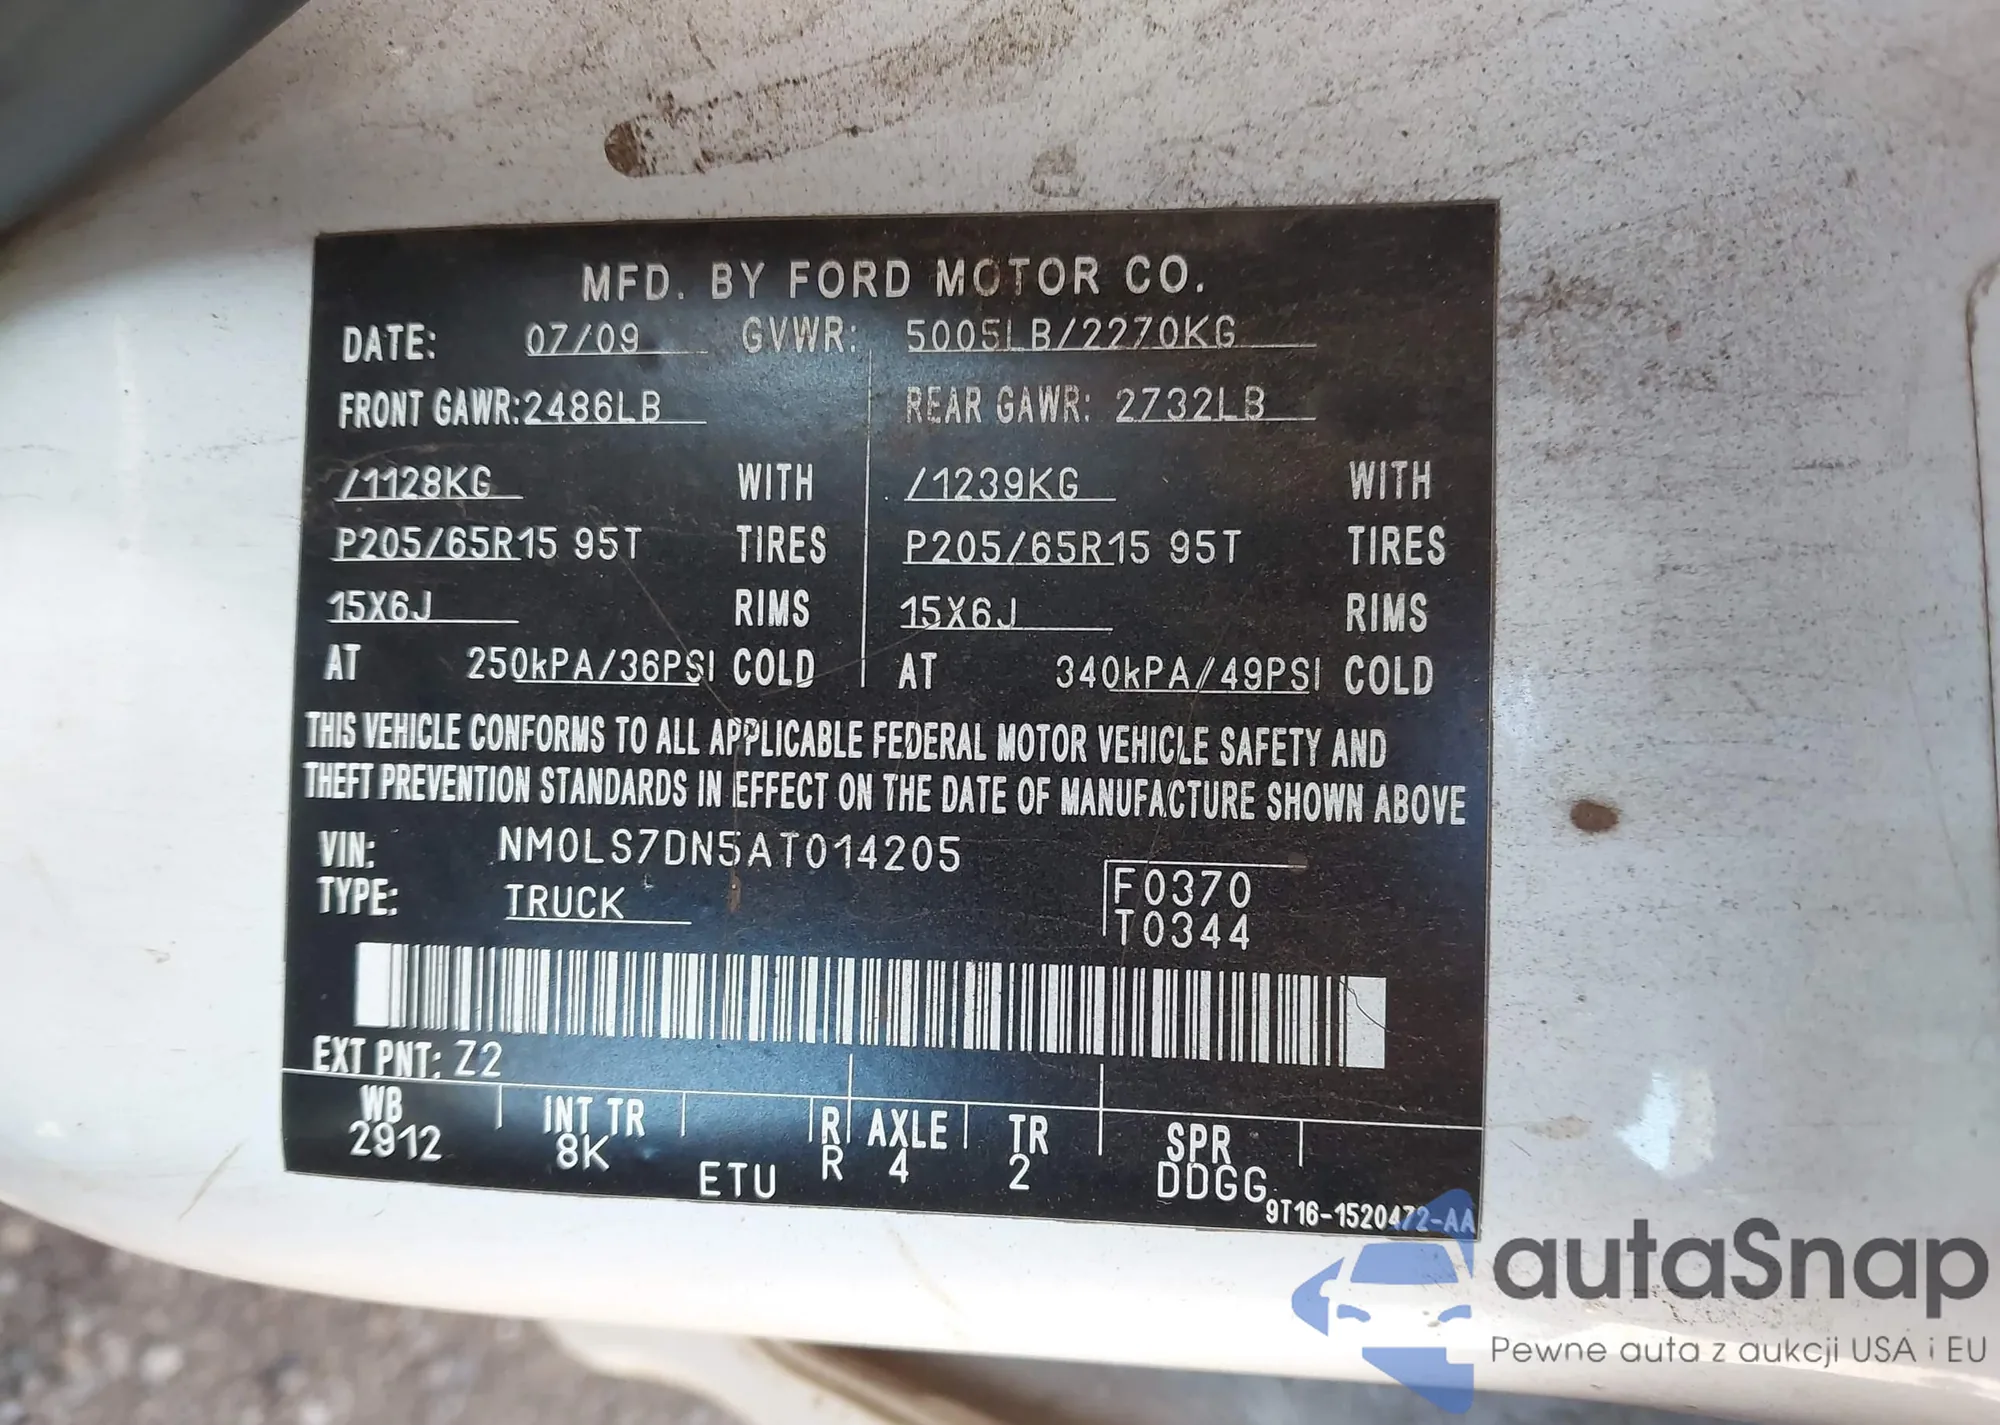 MFD. BY FORD MOTOR CO.
DATE: 07/09 GVWR: 5005LB/2270KG
FRONT GAWR: 2486LB REAR GAWR: 2732LB
/1128KG WITH /1239KG WITH
P205/65R15 95T TIRES P205/65R15 95T TIRES
15X6J RIMS 15X6J RIMS
AT 250kPA/36PSI COLD AT 340kPA/49PSI COLD
THIS VEHICLE CONFORMS TO ALL APPLICABLE FEDERAL MOTOR VEHICLE SAFETY AND
THEFT PREVENTION STANDARDS IN EFFECT ON THE DATE OF MANUFACTURE SHOWN ABOVE
VIN: NM0LS7DN5AT014205
TYPE: TRUCK F0370
T0344
EXT PNT: Z2
WB INT TR R AXLE TR SPR
2912 8K ETU R 4 2 DDGG
9T16-1520472-AA
autaSnap
Pewne auta z aukcji USA i EU